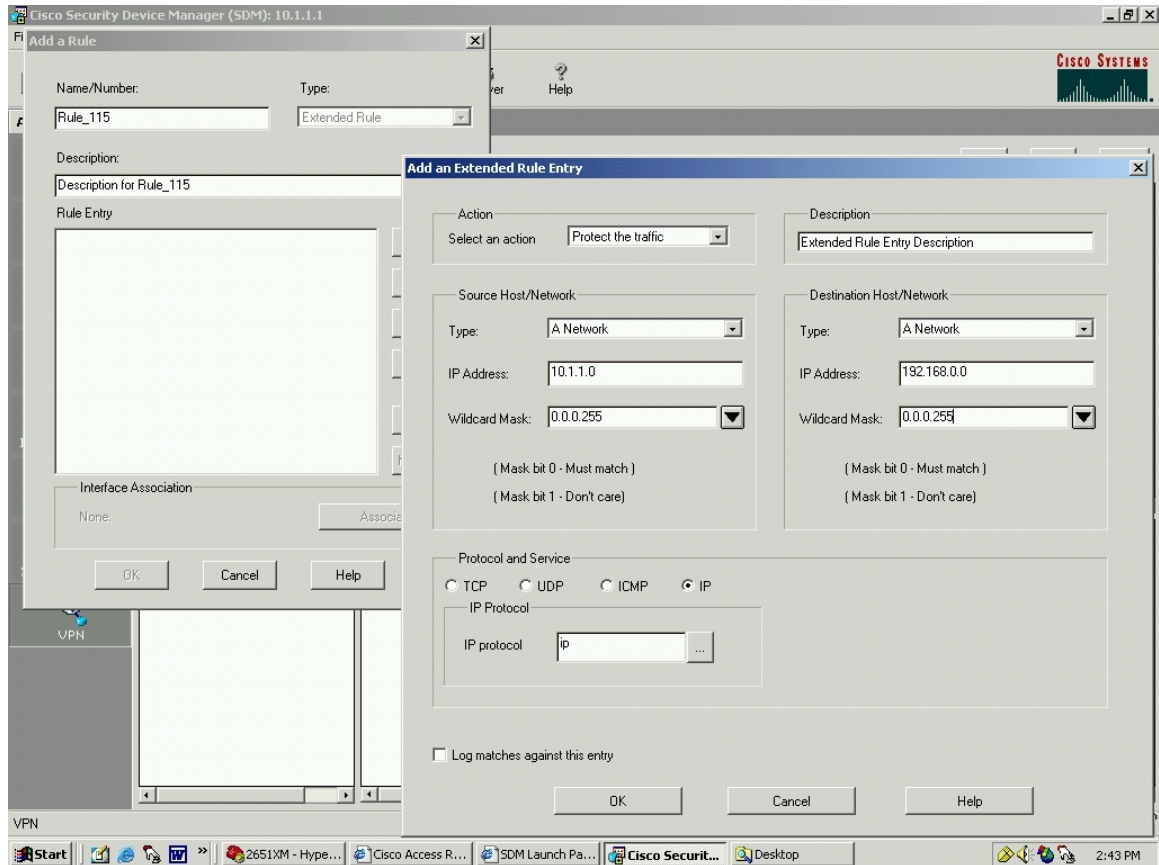 Cisco Security Device Manager (SDM): 10.1.1.1
Add a Rule
Help
CISCO SYSTEMS
Name/Number:
Type:
Rule_115
Extended Rule
Description:
Description for Rule_115
Rule Entry
Interface Association
None.
OK
Cancel
Help
Add an Extended Rule Entry
Action
Select an action
Protect the traffic
Description
Extended Rule Entry Description
Source Host/Network
Type:
A Network
IP Address:
10.1.1.0
Wildcard Mask:
0.0.0.255
( Mask bit 0 - Must match )
( Mask bit 1 - Don't care)
Destination Host/Network
Type:
A Network
IP Address:
192.168.0.0
Wildcard Mask:
0.0.0.255
( Mask bit 0 - Must match )
( Mask bit 1 - Don't care)
Protocol and Service
TCP
UDP
ICMP
IP
IP Protocol
IP protocol
ip
...
Log matches against this entry
OK
Cancel
Help
VPN
VPN
Start
»
2651XM - Hype...
Cisco Access R...
SDM Launch Pa...
Cisco Securit...
Desktop
2:43 PM